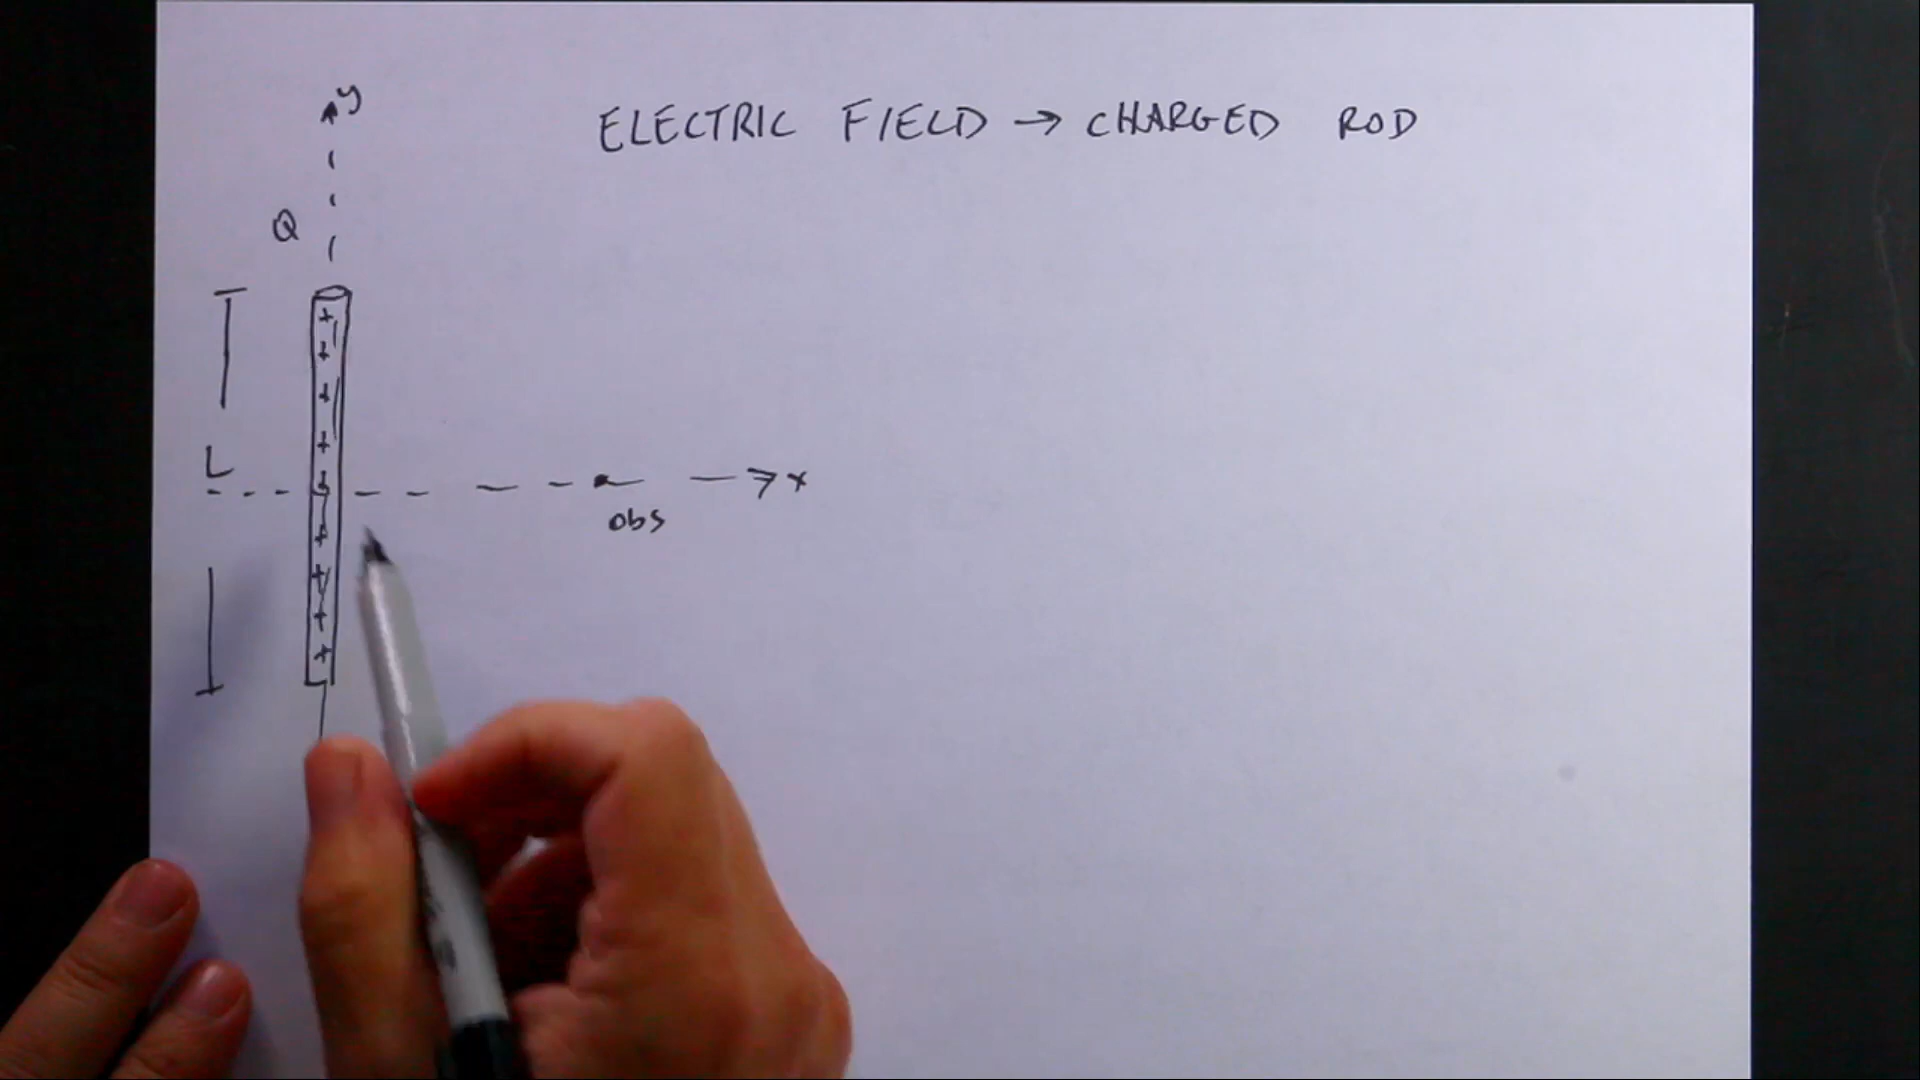 y
ELECTRIC FIELD → CHARGED ROD
Q
+
+
+
+
L
+
x
obs
+
+
+
+